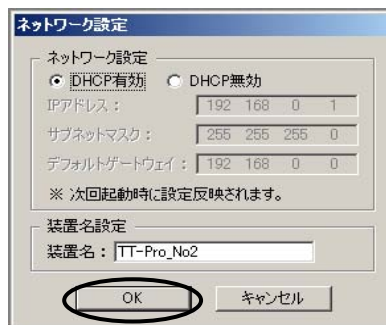 ネットワーク設定
ネットワーク設定
DHCP有効 DHCP無効
IPアドレス： 192 168 0 1
サブネットマスク： 255 255 255 0
デフォルトゲートウェイ： 192 168 0 0
※ 次回起動時に設定反映されます。
装置名設定
装置名： TT-Pro_No2
OK キャンセル